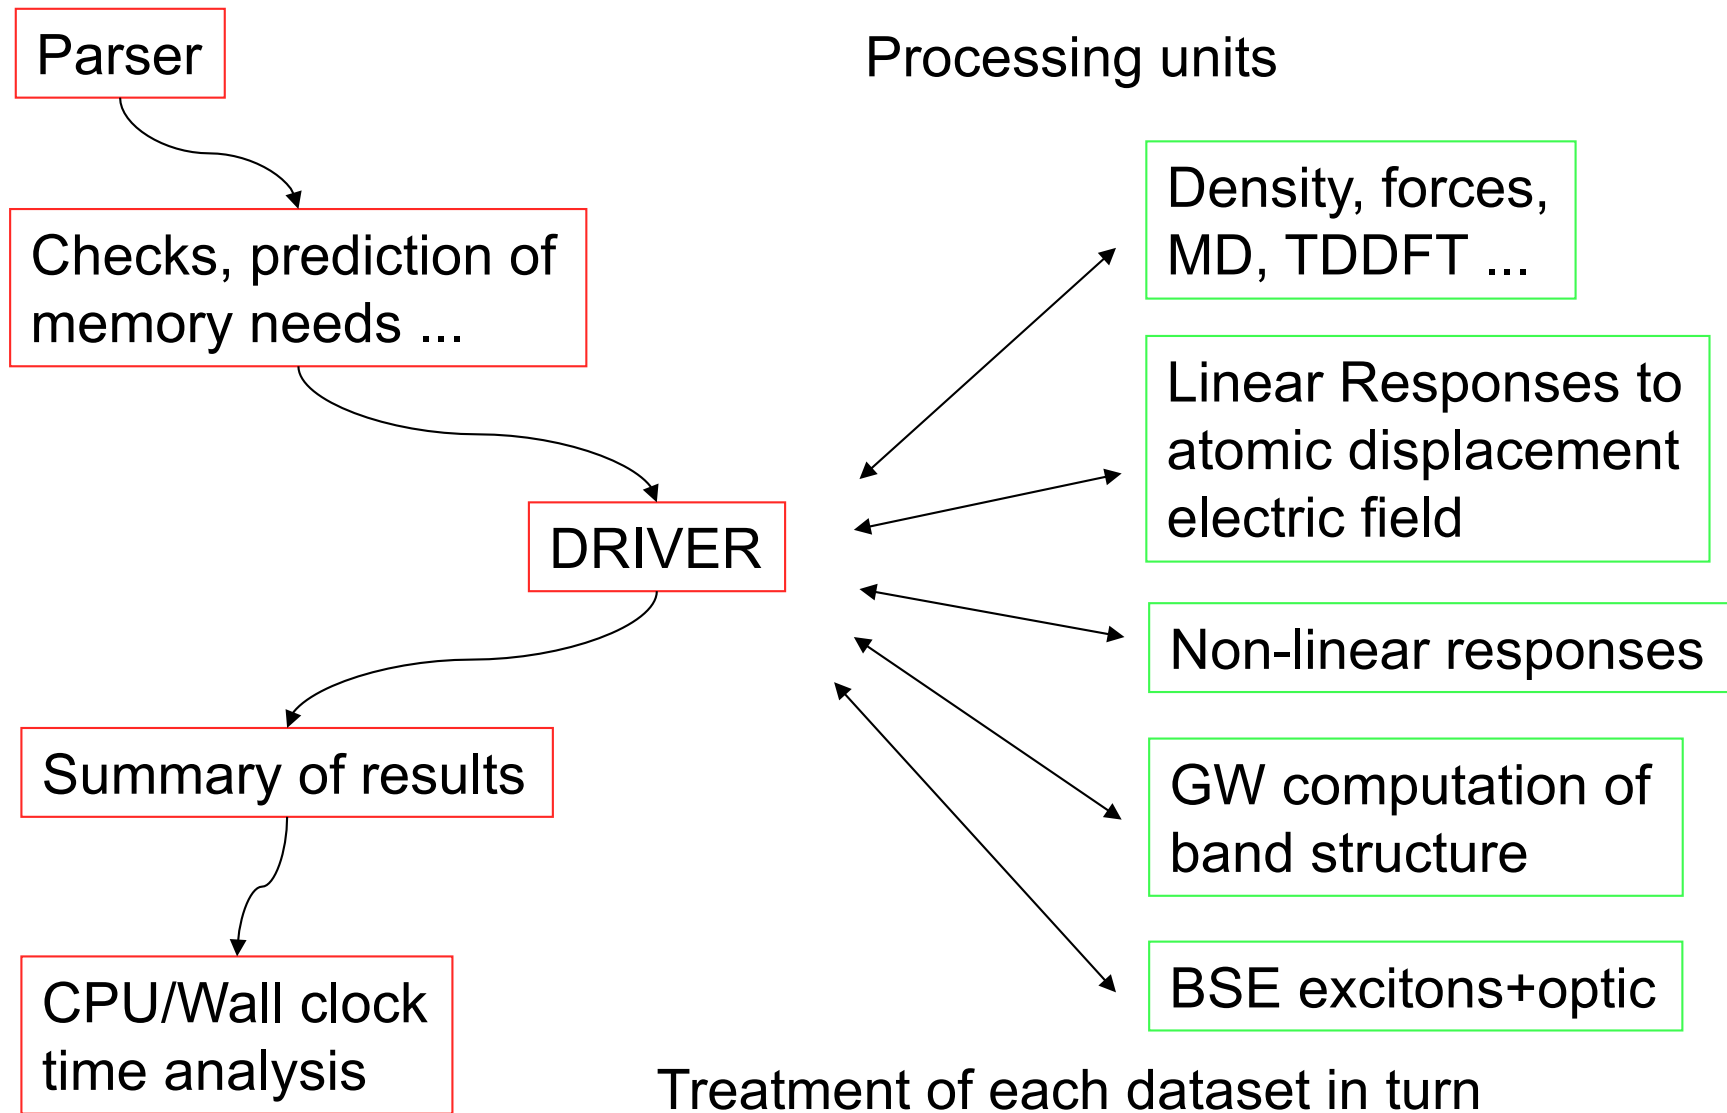 Parser
Processing units
Checks, prediction of
memory needs ...
DRIVER
Summary of results
CPU/Wall clock
time analysis
Density, forces,
MD, TDDFT ...
Linear Responses to
atomic displacement
electric field
Non-linear responses
GW computation of
band structure
BSE excitons+optic
Treatment of each dataset in turn